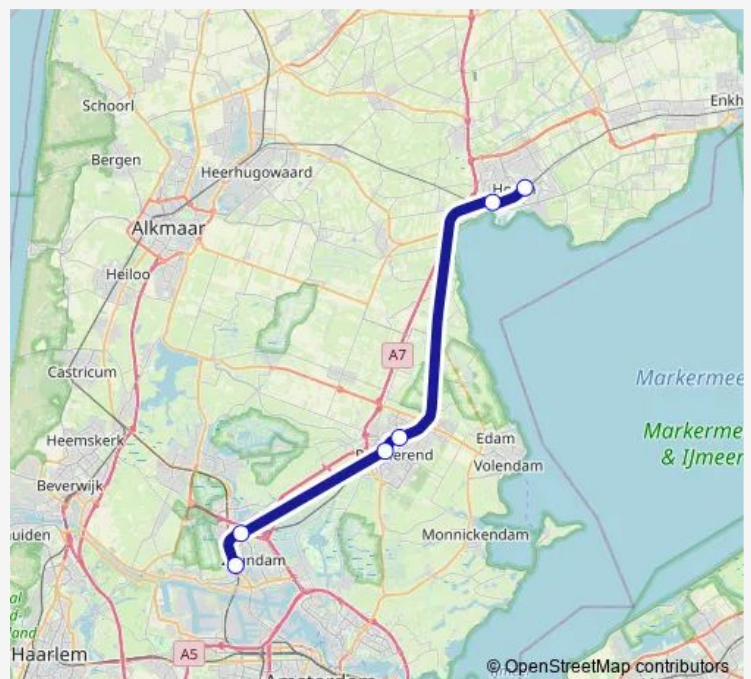 Schoorl
Enkh
Bergen
Heerhugowaard
Alkmaar
Heiloo
A7
Castricum
Markermee
Markerme
& IJmeer
Heemskerk
Edam
Volendam
Beverwijk
Monnickendam
uiden
A5
Haarlem
© OpenStreetMap contributors